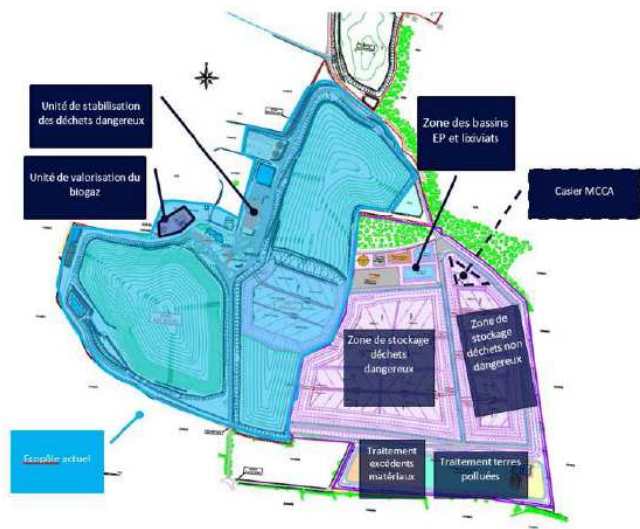 Unité de stabilisation
des déchets dangereux
Unité de valorisation du
biogaz
Zone des bassins
EP et lixiviats
Casier MCCA
Zone de stockage
déchets
dangereux
Zone de
stockage
déchets non
dangereux
Ecopôle actuel
Traitement
excédents
matériaux
Traitement terres
polluées